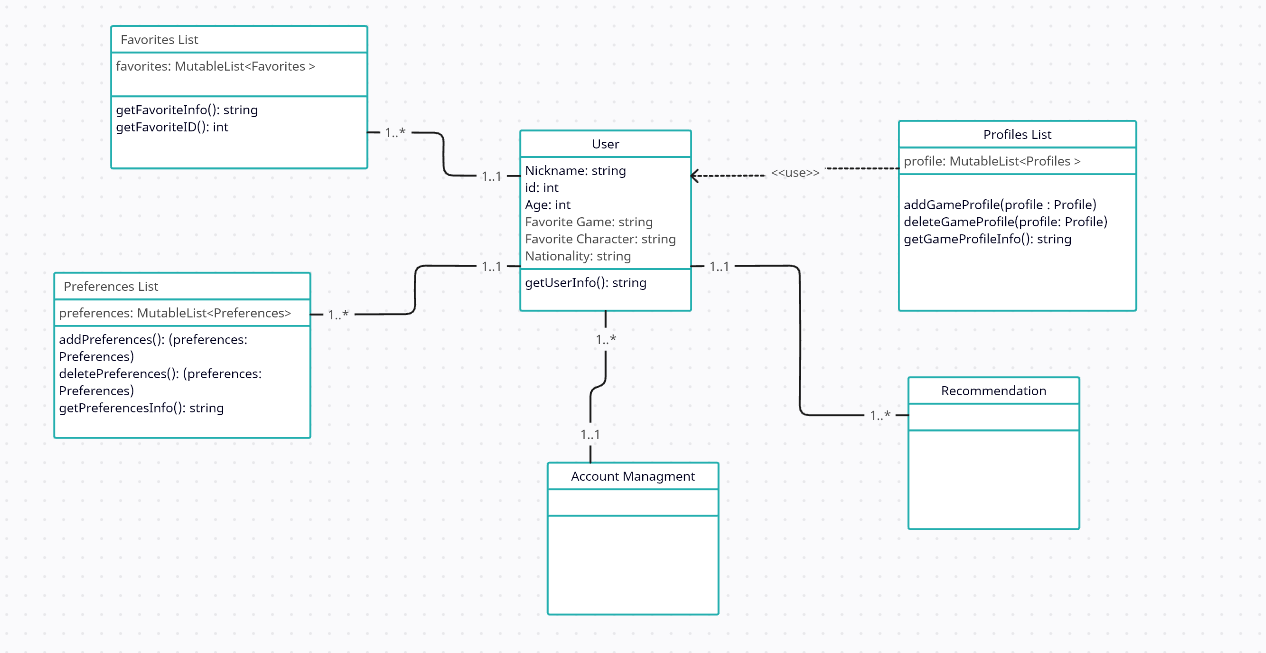 Favorites List
favorites: MutableList<Favorites >
getFavoriteInfo(): string
getFavoriteID(): int
1..*
1..1
User
Nickname: string
id: int
Age: int
Favorite Game: string
Favorite Character: string
Nationality: string
getUserInfo(): string
<<use>>
Profiles List
profile: MutableList<Profiles >
addGameProfile(profile : Profile)
deleteGameProfile(profile: Profile)
getGamePropfileInfo(): string
1..1
1..1
Preferences List
preferences: MutableList<Preferences>
addPreferences(): (preferences:
Preferences)
deletePreferences(): (preferences:
Preferences)
getPreferencesInfo(): string
1..*
1..*
1..1
Account Managment
1..*
Recommendation